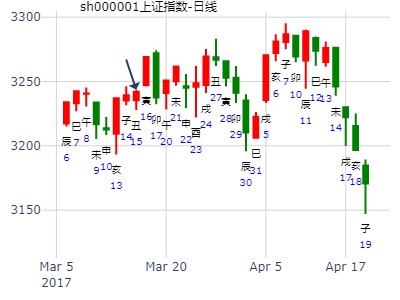 sh000001上证指数-日线
3300
3250
3200
3150
辰
6
巳
7
午
8
未
9
申
10
亥
13
子
14
丑
15
寅
16
卯
17
午
20
未
21
申
22
酉
23
戌
24
丑
27
寅
28
卯
29
辰
30
巳
31
戌
5
亥
6
子
7
卯
10
辰
11
巳
12
午
13
未
14
戌
17
亥
18
子
19
Mar 5
2017
Mar 20
Apr 5
Apr 17